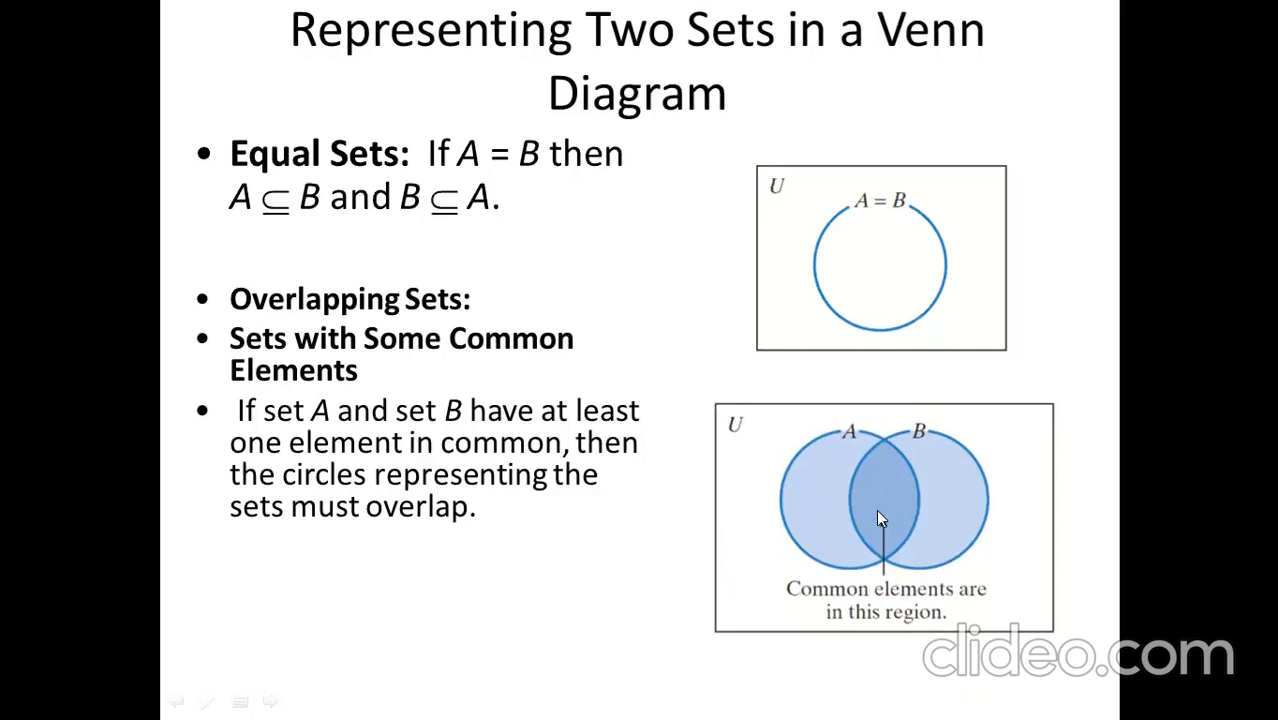 Representing Two Sets in a Venn
Diagram
• Equal Sets: If A = B then
A ⊆ B and B ⊆ A.
• Overlapping Sets:
• Sets with Some Common
Elements
• If set A and set B have at least
one element in common, then
the circles representing the
sets must overlap.
U
A = B
U
A B
Common elements are
in this region.
clideo.com